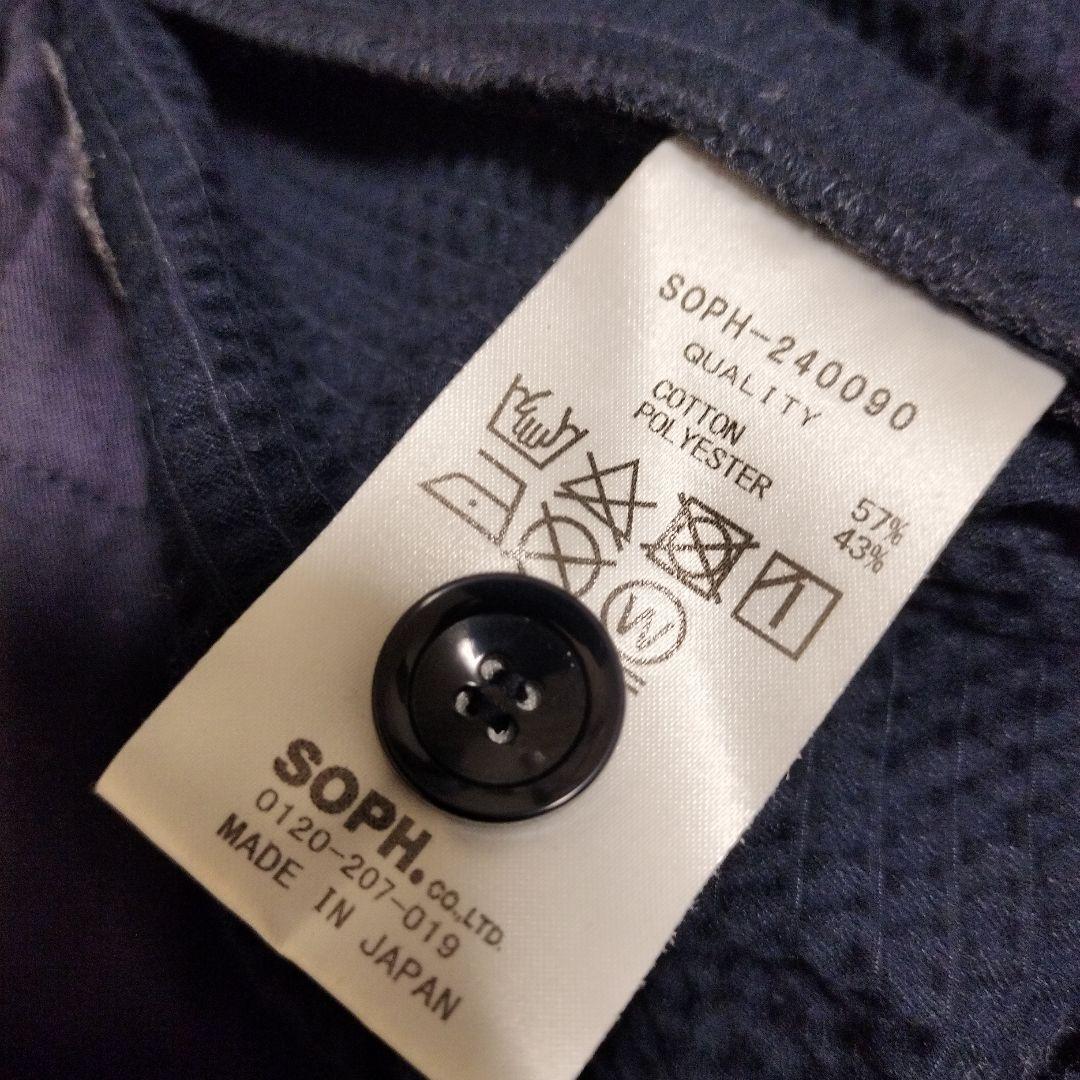 SOPH-240090
QUALITY
COTTON 57%
POLYESTER 43%
W
SOPH.CO.,LTD.
0120-207-019
MADE IN JAPAN